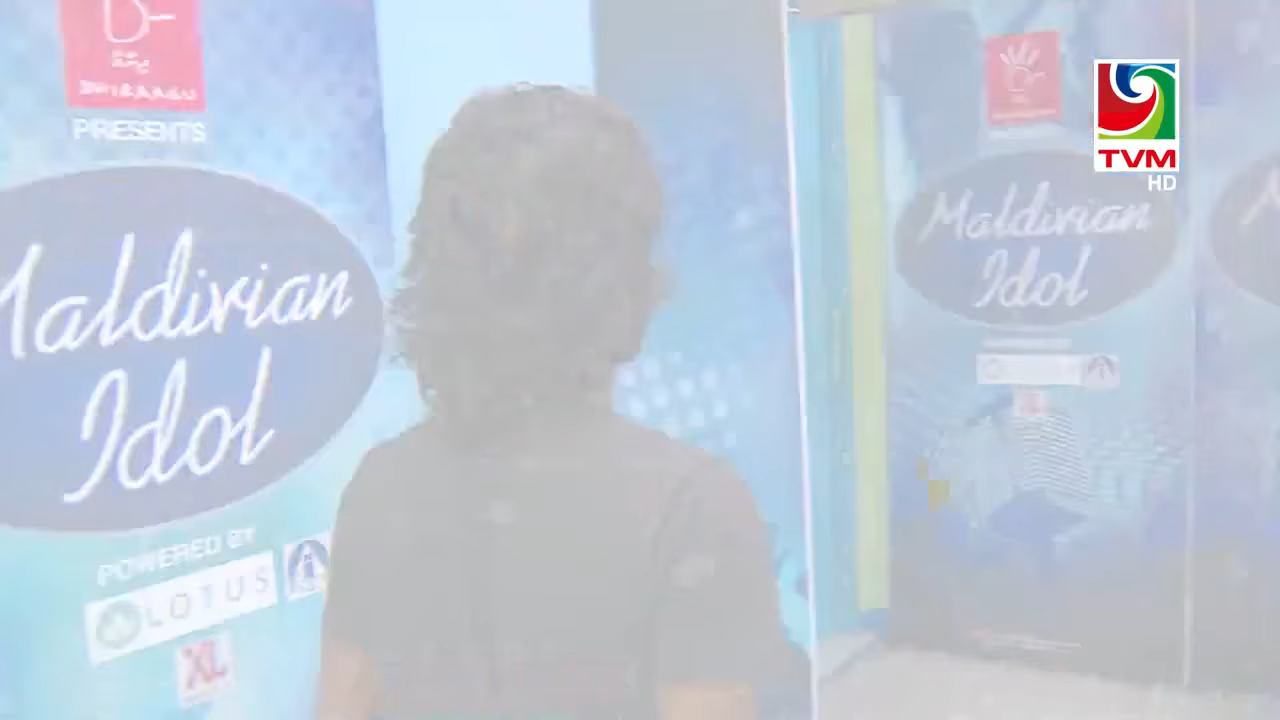 PRESENTS
Maldivian
Idol
POWERED BY
LOTUS
XL
Maldivian
Idol
TVM
HD